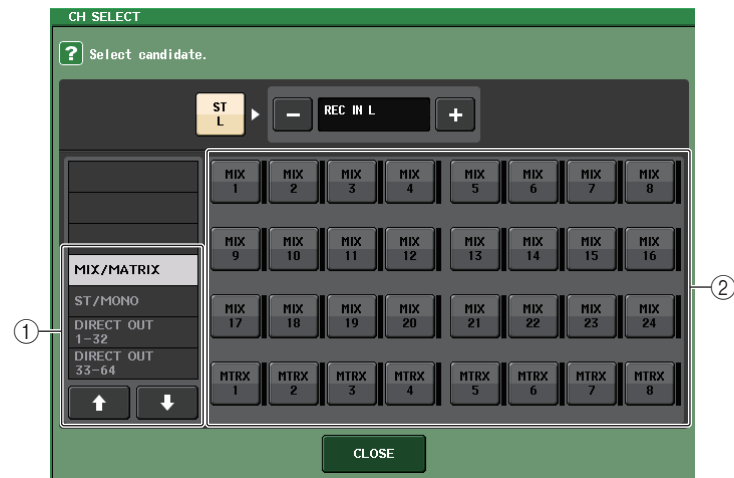 CH SELECT
? Select candidate.
ST
L
− REC IN L +
MIX MIX MIX MIX MIX MIX MIX MIX
1 2 3 4 5 6 7 8
MIX MIX MIX MIX MIX MIX MIX MIX
9 10 11 12 13 14 15 16
MIX/MATRIX
ST/MONO
DIRECT OUT
1-32
DIRECT OUT
33-64
MIX MIX MIX MIX MIX MIX MIX MIX
17 18 19 20 21 22 23 24
MTRX MTRX MTRX MTRX MTRX MTRX MTRX MTRX
1 2 3 4 5 6 7 8
①
②
CLOSE